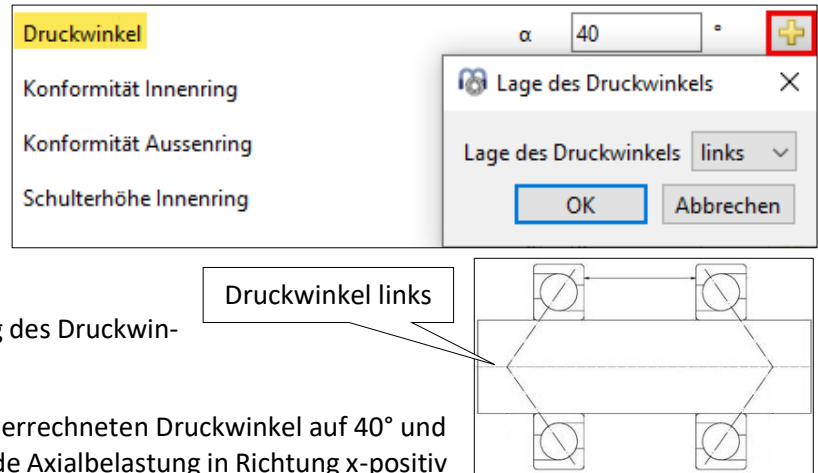 Druckwinkel α 40 °
Konformität Innenring
Lage des Druckwinkels
Konformität Aussenring
Lage des Druckwinkels links
Schulterhöhe Innenring
OK Abbrechen
Druckwinkel links
g des Druckwin-
errechneten Druckwinkel auf 40° und
de Axialbelastung in Richtung x-positiv